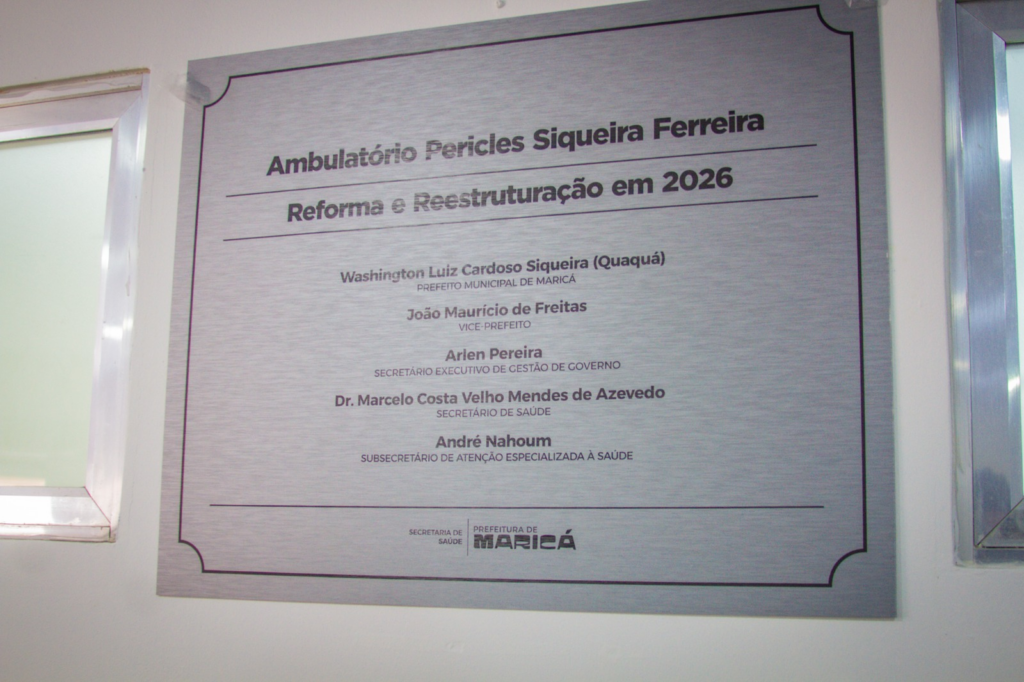 Ambulatório Pericles Siqueira Ferreira
Reforma e Reestruturação em 2026
Washington Luiz Cardoso Siqueira (Quaquá)
PREFEITO MUNICIPAL DE MARICÁ
João Maurício de Freitas
VICE-PREFEITO
Arlen Pereira
SECRETÁRIO EXECUTIVO DE GESTÃO DE GOVERNO
Dr. Marcelo Costa Velho Mendes de Azevedo
SECRETÁRIO DE SAÚDE
André Nahoum
SUBSECRETÁRIO DE ATENÇÃO ESPECIALIZADA À SAÚDE
SECRETARIA DE
SAÚDE
PREFEITURA DE
MARICÁ